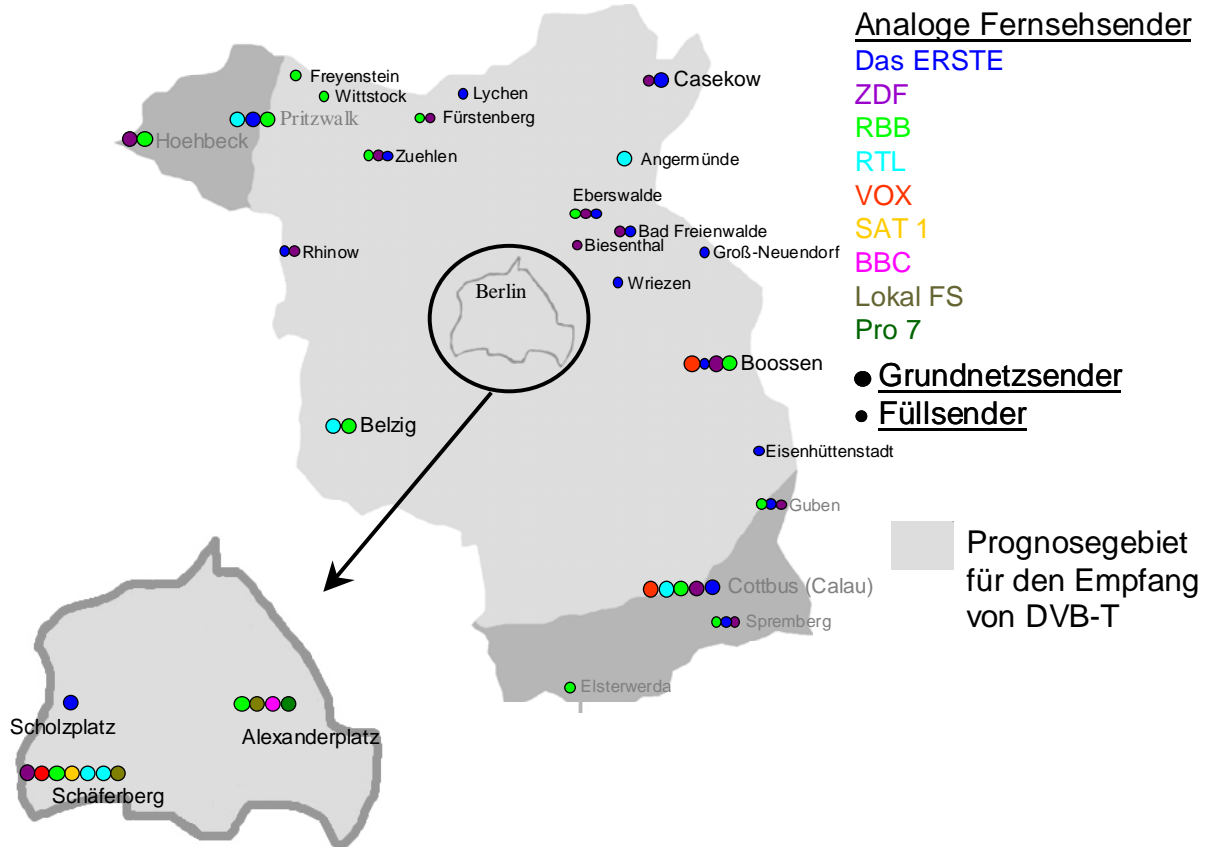 Analoge Fernsehsender
Das ERSTE
ZDF
RBB
RTL
VOX
SAT 1
BBC
Lokal FS
Pro 7
Grundnetzsender
Füllsender
Freyenstein
Wittstock
Lychen
Casekow
Pritzwalk
Fürstenberg
Hoehbeck
Zuehlen
Angermünde
Eberswalde
Bad Freienwalde
Biesenthal
Groß-Neuendorf
Rhinow
Wriezen
Berlin
Boossen
Belzig
Eisenhüttenstadt
Guben
Prognosegebiet
für den Empfang
von DVB-T
Cottbus (Calau)
Spremberg
Elsterwerda
Scholzplatz
Alexanderplatz
Schäferberg